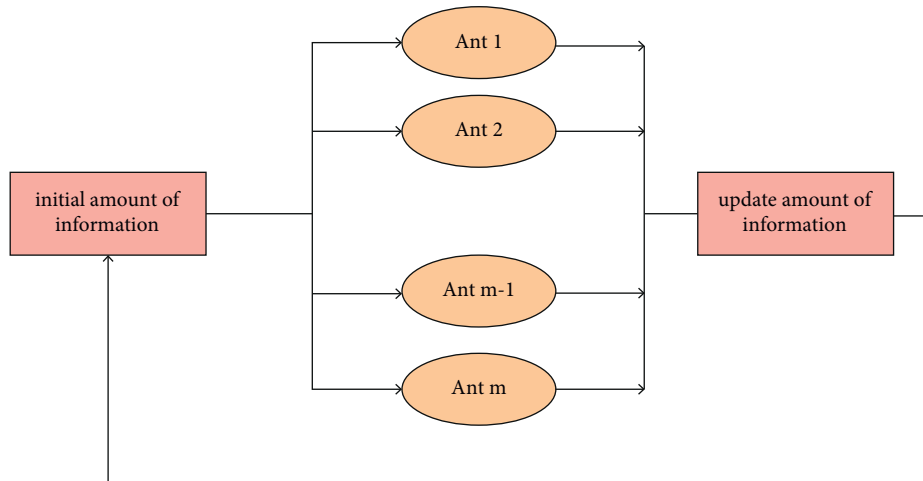 Ant 1
Ant 2
initial amount of
information
update amount of
information
Ant m-1
Ant m